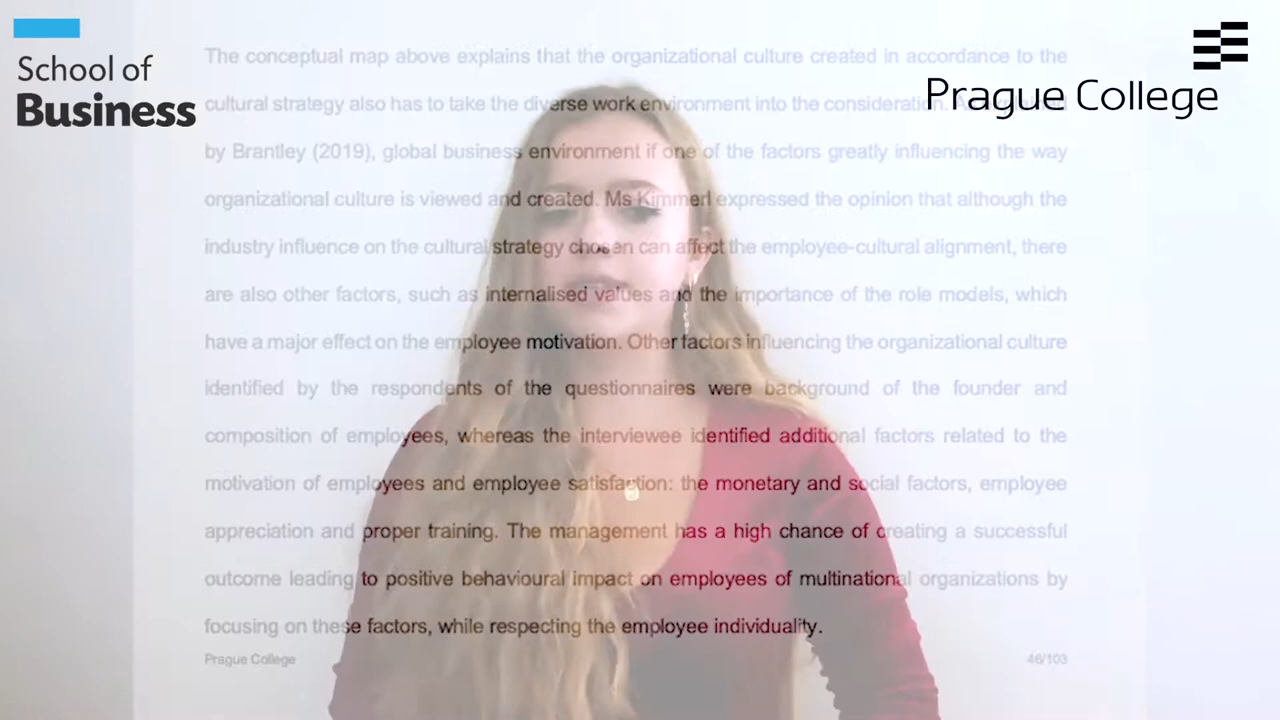 School of
Business
Prague College
The conceptual map above explains that the organizational culture created in accordance to the
cultural strategy also has to take the diverse work environment into the consideration.
by Brantley (2019), global business environment if one of the factors greatly influencing the way
organizational culture is viewed and created. Ms Kimmerl expressed the opinion that although the
industry influence on the cultural strategy chosen can affect the employee-cultural alignment, there
are also other factors, such as internalised values and the importance of the role models, which
have a major effect on the employee motivation. Other factors influencing the organizational culture
identified by the respondents of the questionnaires were background of the founder and
composition of employees, whereas the interviewee identified additional factors related to the
motivation of employees and employee satisfaction: the monetary and social factors, employee
appreciation and proper training. The management has a high chance of creating a successful
outcome leading to positive behavioural impact on employees of multinational organizations by
focusing on these factors, while respecting the employee individuality.
Prague College 46/103